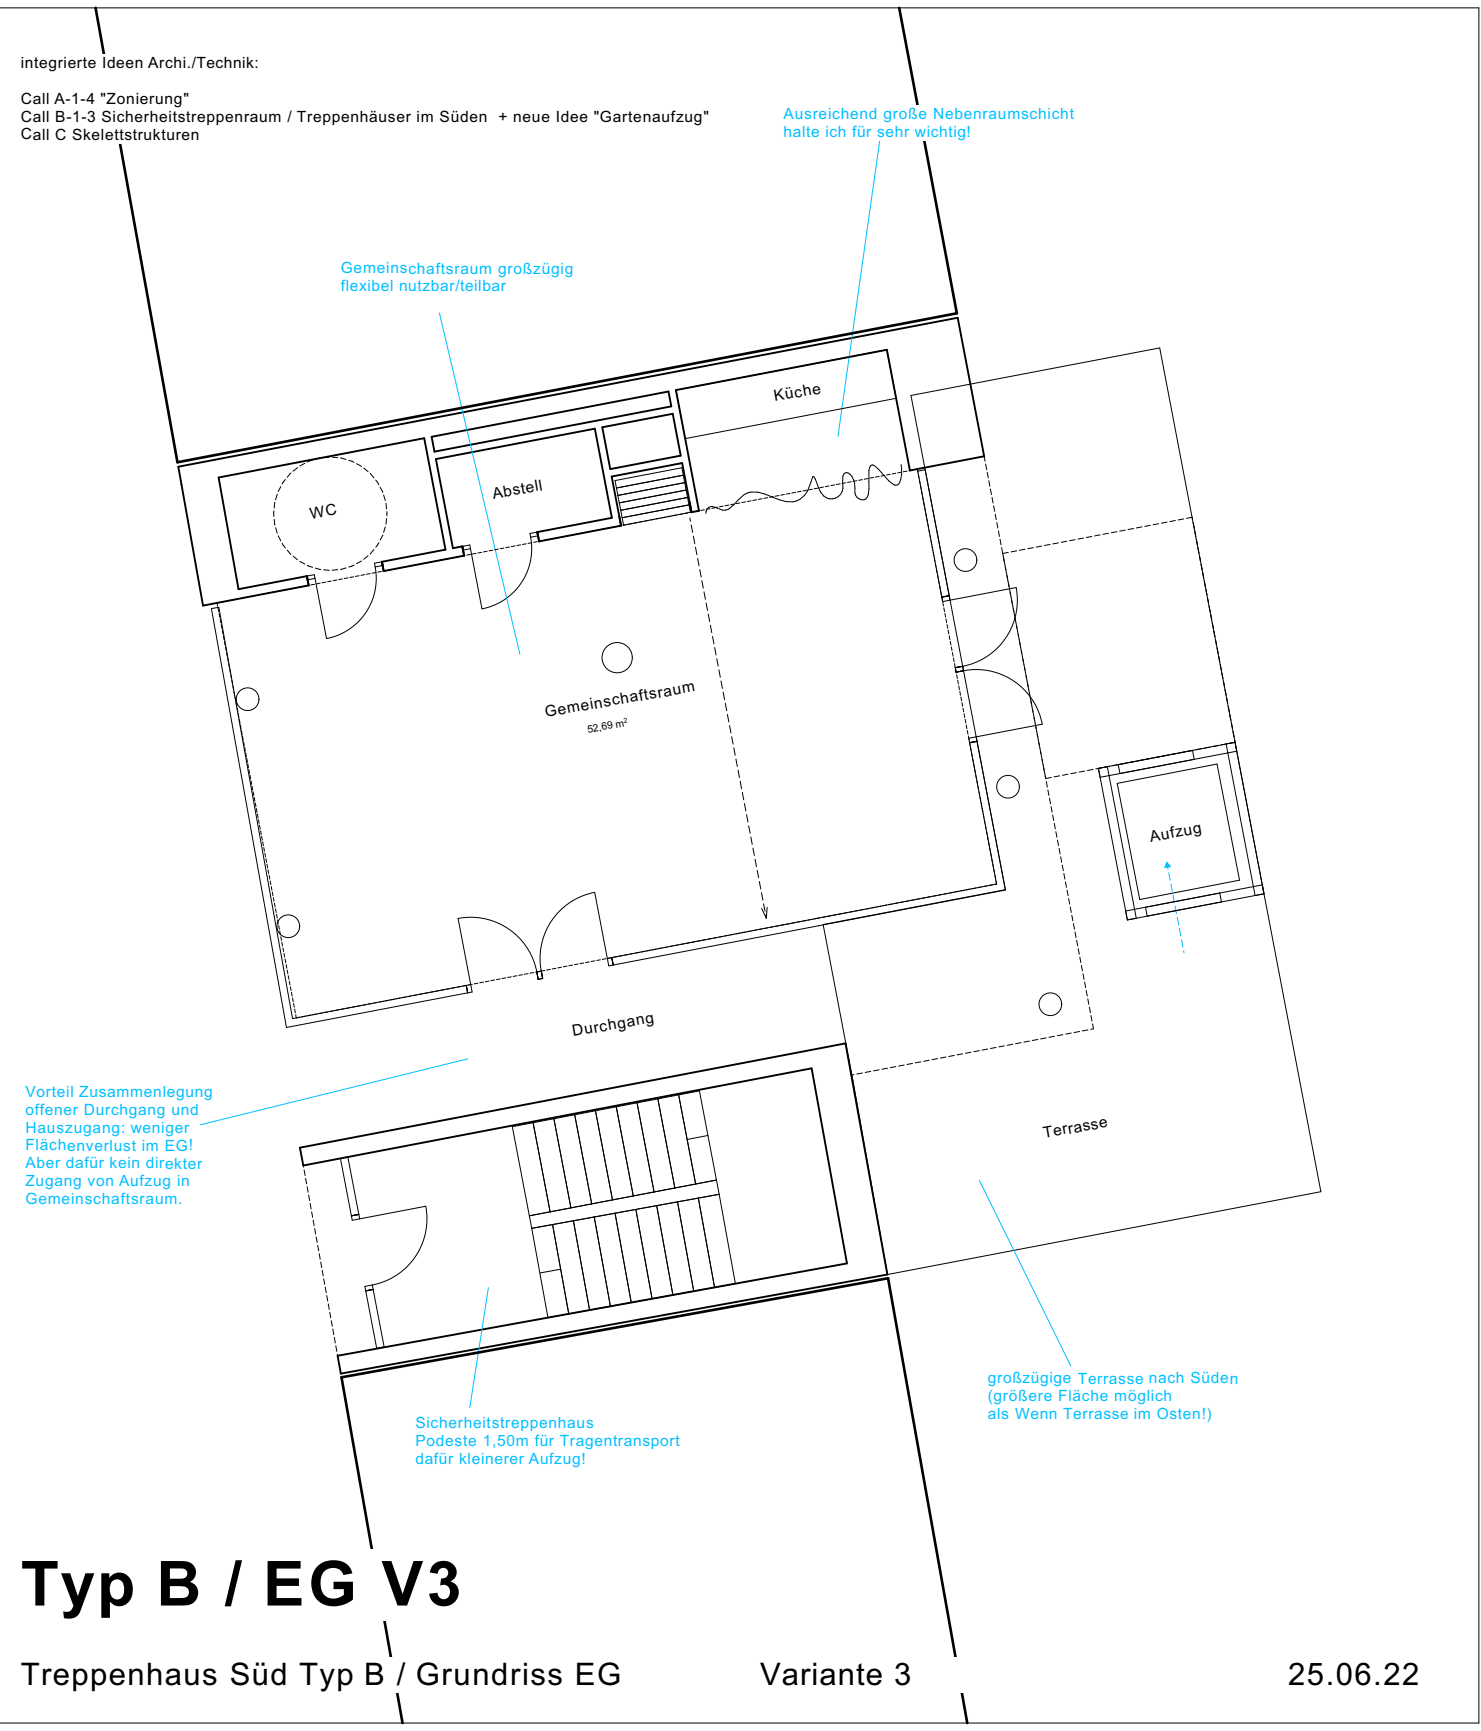 integrierte Ideen Archi./Technik:
Call A-1-4 "Zonierung"
Call B-1-3 Sicherheitstreppenraum / Treppenhäuser im Süden + neue Idee "Gartenaufzug"
Call C Skelettstrukturen
Ausreichend große Nebenraumschicht
halte ich für sehr wichtig!
Gemeinschaftsraum großzügig
flexibel nutzbar/teilbar
Küche
Abstell
WC
Gemeinschaftsraum
52,69 m²
Aufzug
Durchgang
Vorteil Zusammenlegung
offener Durchgang und
Hauszugang: weniger
Flächenverlust im EG!
Aber dafür kein direkter
Zugang von Aufzug in
Gemeinschaftsraum.
Terrasse
großzügige Terrasse nach Süden
(größere Fläche möglich
als Wenn Terrasse im Osten!)
Sicherheitstreppenhaus
Podeste 1,50m für Tragentransport
dafür kleinerer Aufzug!
Typ B / EG V3
Treppenhaus Süd Typ B / Grundriss EG
Variante 3
25.06.22